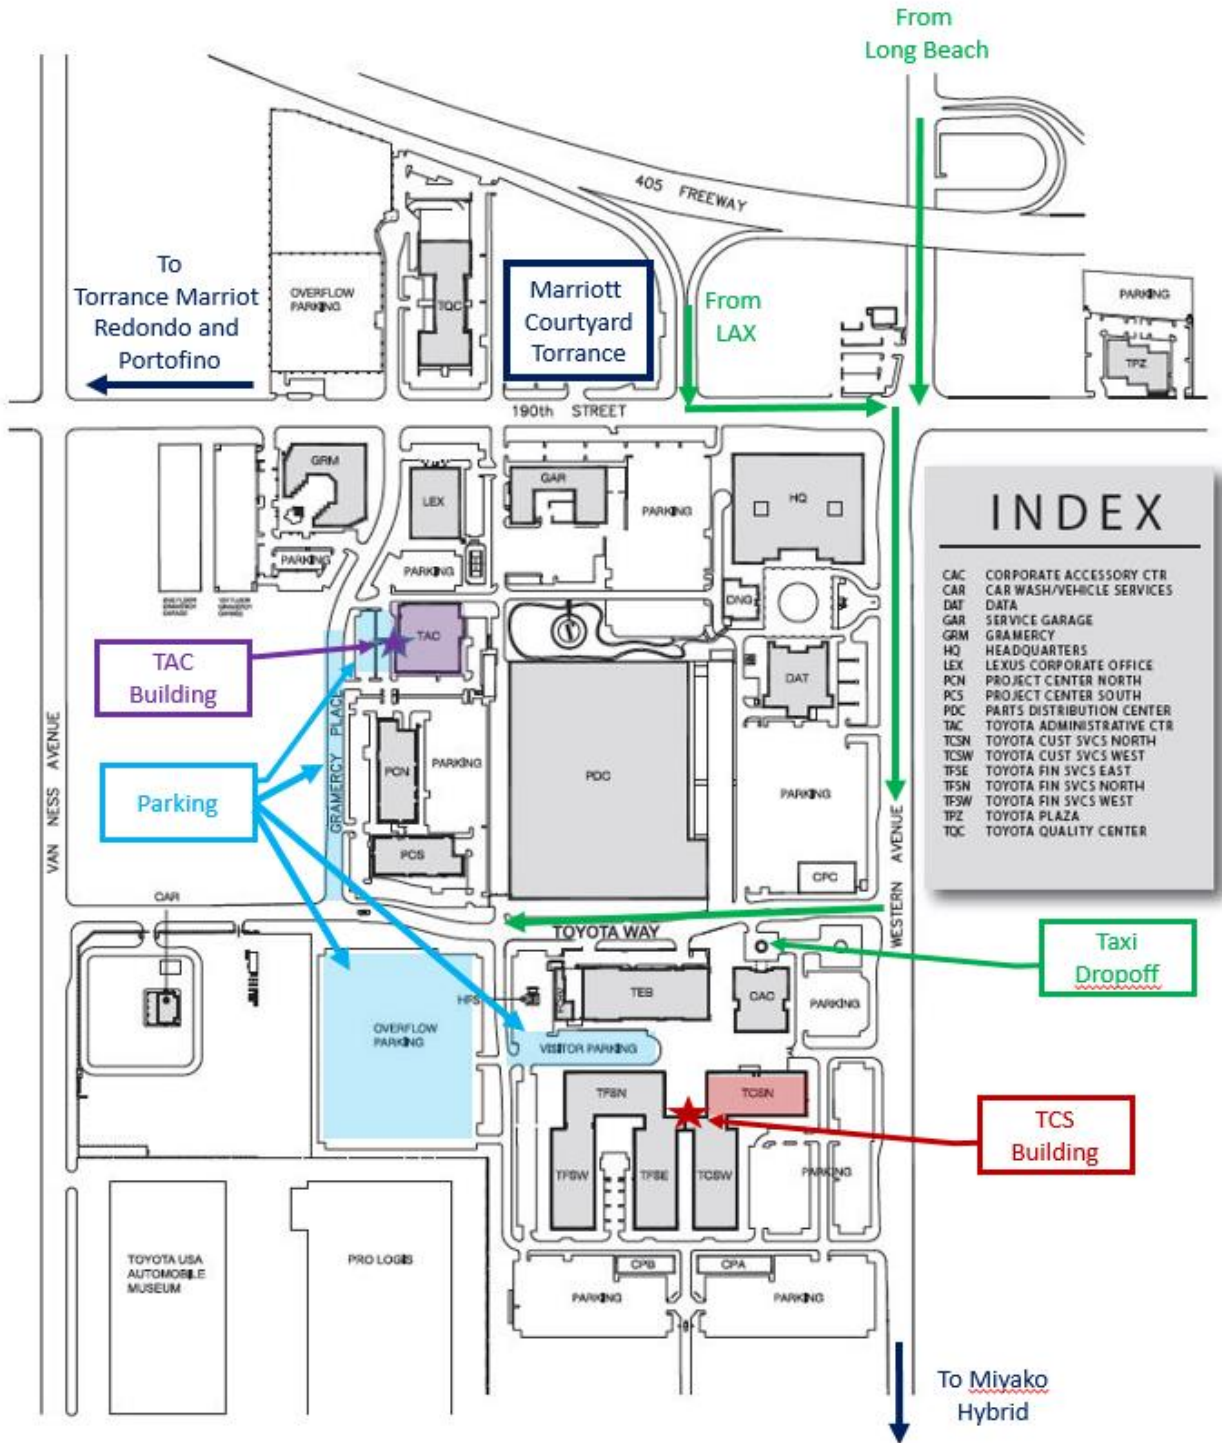 From
Long Beach
405 FREEWAY
To
Torrance Marriot
Redondo and
Portofino
OVERFLOW
PARKING
TQC
Marriott
Courtyard
Torrance
From
LAX
PARKING
TPZ
190th STREET
GRM
LEX
GAR
PARKING
HQ
PARKING
PARKING
DNG
TAC
DAT
TAC
Building
INDEX
CAC CORPORATE ACCESSORY CTR
CAR CAR WASH/VEHICLE SERVICES
DAT DATA
GAR SERVICE GARAGE
GRM GRAMERCY
HQ HEADQUARTERS
LEX LEXUS CORPORATE OFFICE
PCN PROJECT CENTER NORTH
PCS PROJECT CENTER SOUTH
PDC PARTS DISTRIBUTION CENTER
TAC TOYOTA ADMINISTRATIVE CTR
TCSN TOYOTA CUST SVCS NORTH
TCSW TOYOTA CUST SVCS WEST
TFSE TOYOTA FIN SVCS EAST
TFSN TOYOTA FIN SVCS NORTH
TFSW TOYOTA FIN SVCS WEST
TPZ TOYOTA PLAZA
TQC TOYOTA QUALITY CENTER
VAN NESS AVENUE
GRAMERCY PLACE
Parking
PCN
PARKING
PDC
PARKING
PCS
CPC
WESTERN AVENUE
CAR
TOYOTA WAY
Taxi
Dropoff
HFS
TEB
CAC
PARKING
OVERFLOW
PARKING
VISITOR PARKING
TFSN
TCSN
TCS
Building
TFSW
TFSE
TCSW
PARKING
TOYOTA USA
AUTOMOBILE
MUSEUM
PRO LOGIS
CPB
CPA
PARKING
PARKING
To Miyako
Hybrid